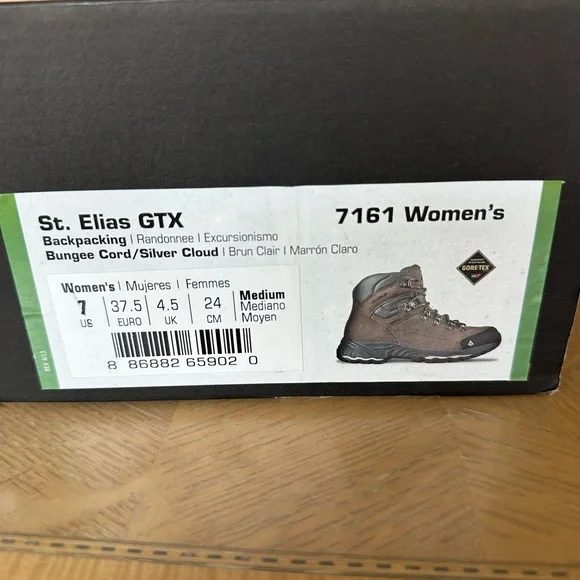 St. Elias GTX
7161 Women's
Backpacking | Randonnee | Excursionismo
Bungee Cord/Silver Cloud | Brun Clair | Marrón Claro
Women's | Mujeres | Femmes
7 37.5 4.5 24 Medium
US EURO UK CM Mediano
Moyen
8 86882 65902 0
GORE-TEX